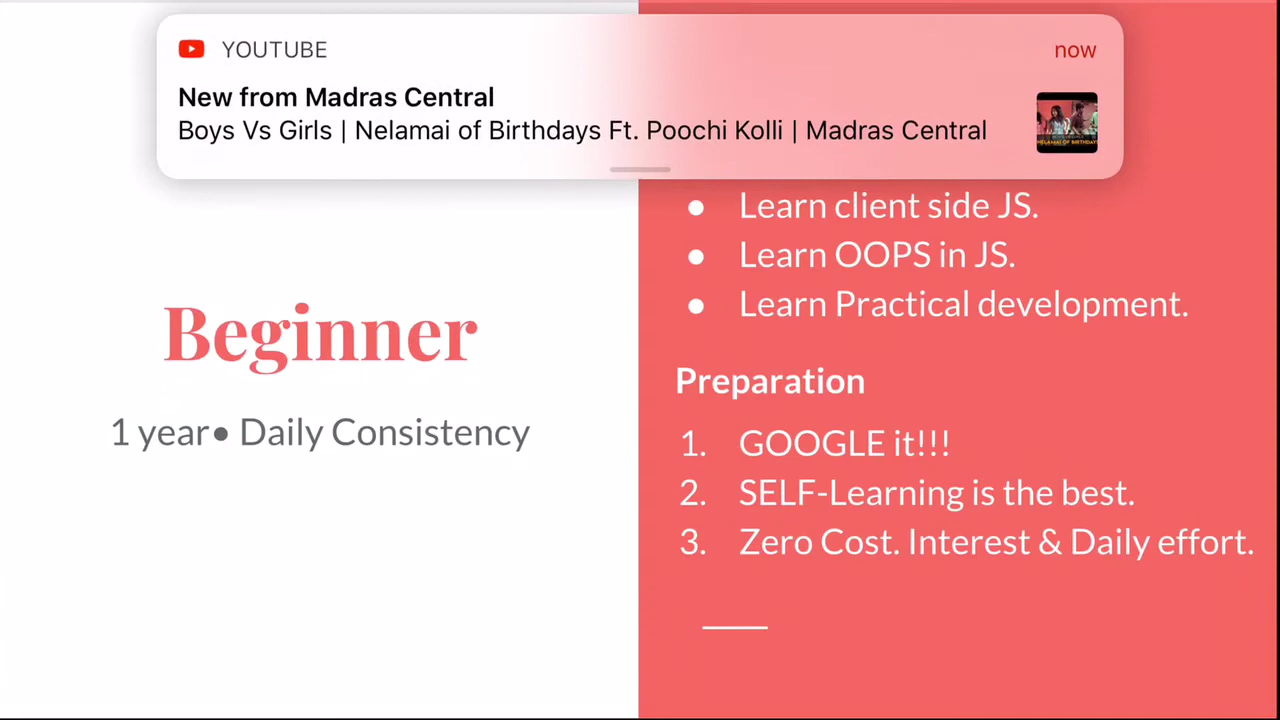 YOUTUBE
now
New from Madras Central
Boys Vs Girls | Nelamai of Birthdays Ft. Poochi Kolli | Madras Central
Beginner
1 year● Daily Consistency
● Learn client side JS.
● Learn OOPS in JS.
● Learn Practical development.
Preparation
1. GOOGLE it!!!
2. SELF-Learning is the best.
3. Zero Cost. Interest & Daily effort.